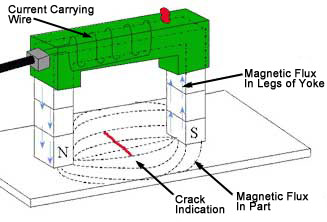 Current Carrying
Wire
Magnetic Flux
In Legs of Yoke
N
S
Crack
Indication
Magnetic Flux
In Part